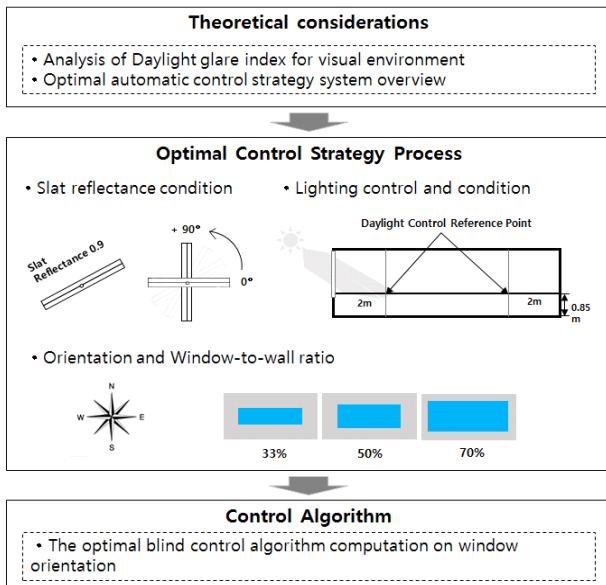 Theoretical considerations
• Analysis of Daylight glare index for visual environment
• Optimal automatic control strategy system overview
Optimal Control Strategy Process
• Slat reflectance condition
• Lighting control and condition
Slat
Reflectance 0.9
+ 90°
0°
Daylight Control Reference Point
2m
2m
0.85
m
• Orientation and Window-to-wall ratio
N
W
E
S
33%
50%
70%
Control Algorithm
• The optimal blind control algorithm computation on window
orientation